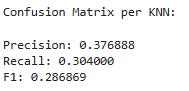 Confusion Matrix per KNN:
Precision: 0.376888
Recall: 0.304000
F1: 0.286869